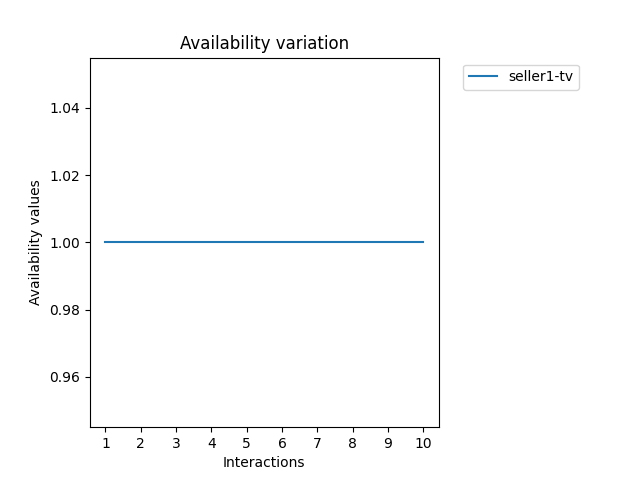 Availability variation
seller1-tv
Availability values
1.04
1.02
1.00
0.98
0.96
1 2 3 4 5 6 7 8 9 10
Interactions